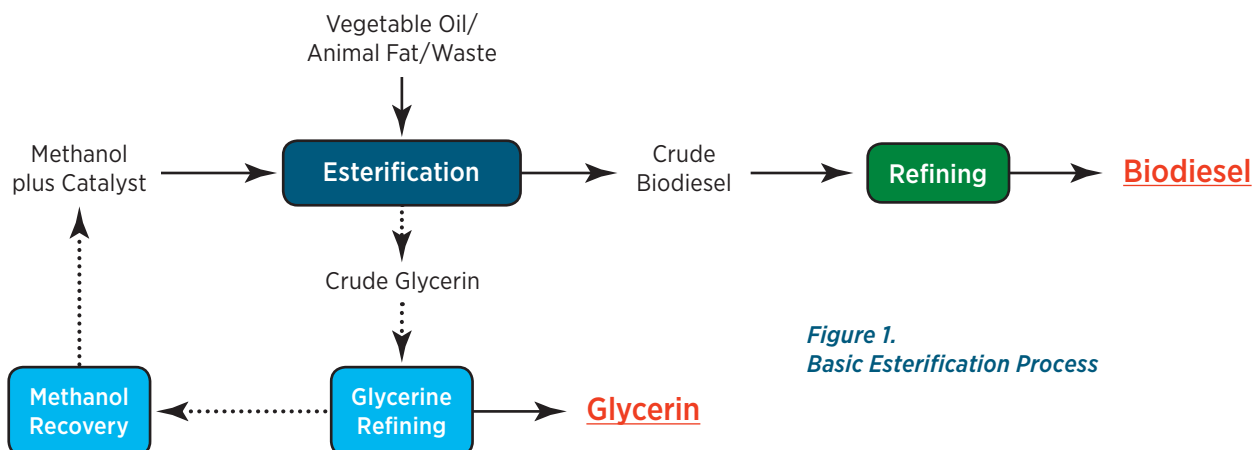 Vegetable Oil/
Animal Fat/Waste
Methanol
plus Catalyst
Esterification
Crude
Biodiesel
Refining
Biodiesel
Crude Glycerin
Figure 1.
Basic Esterification Process
Methanol
Recovery
Glycerine
Refining
Glycerin